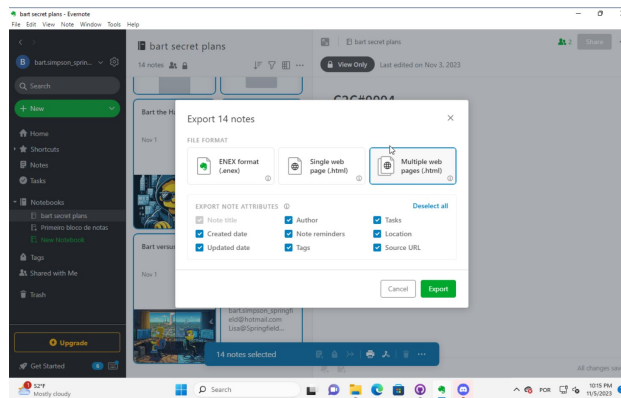 bart secret plans - Evernote
File Edit View Note Window Tools Help
B bart.simpson_sprin...
Search
+ New
Home
Shortcuts
Notes
Tasks
Notebooks
bart secret plans
Primeiro bloco de notas
New Notebook
Tags
Shared with Me
Trash
Upgrade
Get Started
bart secret plans
14 notes
Bart the Ha
Nov 1
Bart versus
Nov 1
bart.simpson_springfi
eld@hotmail.com
Lisa@Springfield...
bart secret plans
2
Share
View Only
Last edited on Nov 3, 2023
C2C#0004
Export 14 notes
FILE FORMAT
ENEX format
(.enex)
Single web
page (.html)
Multiple web
pages (.html)
EXPORT NOTE ATTRIBUTES
Deselect all
Note title
Author
Tasks
Created date
Note reminders
Location
Updated date
Tags
Source URL
Cancel
Export
14 notes selected
All changes sav
52°F
Mostly cloudy
Search
POR
10:15 PM
11/5/2023